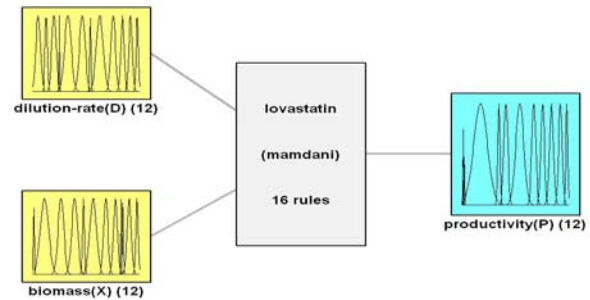 dilution-rate(D) (12)
lovastatin
(mamdani)
16 rules
productivity(P) (12)
biomass(X) (12)